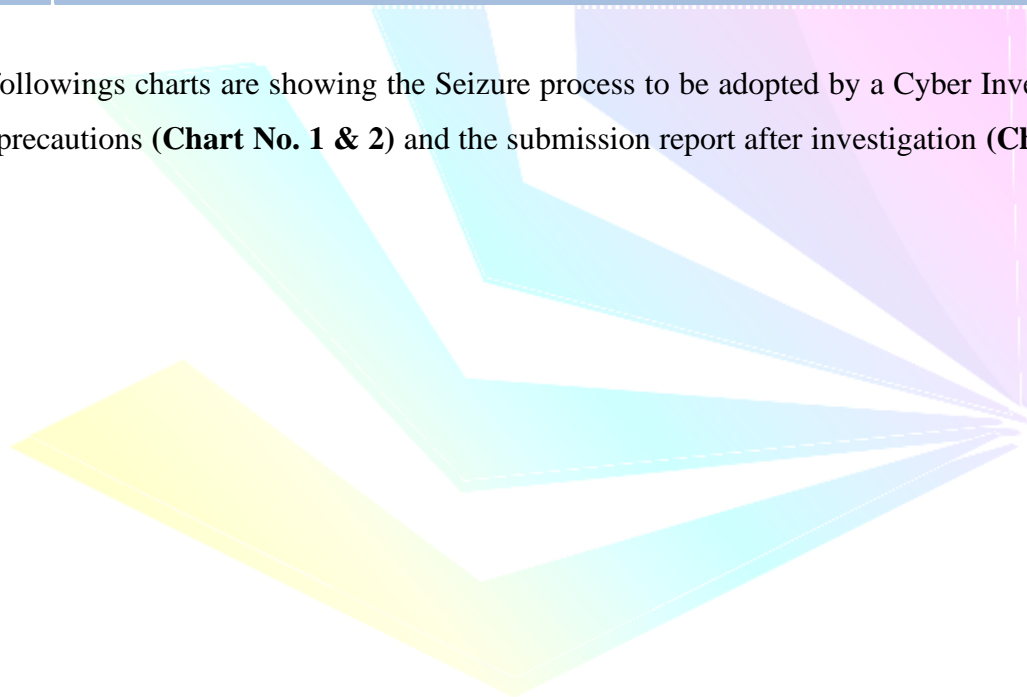 ollowings charts are showing the Seizure process to be adopted by a Cyber Inve
precautions (Chart No. 1 & 2) and the submission report after investigation (Ch